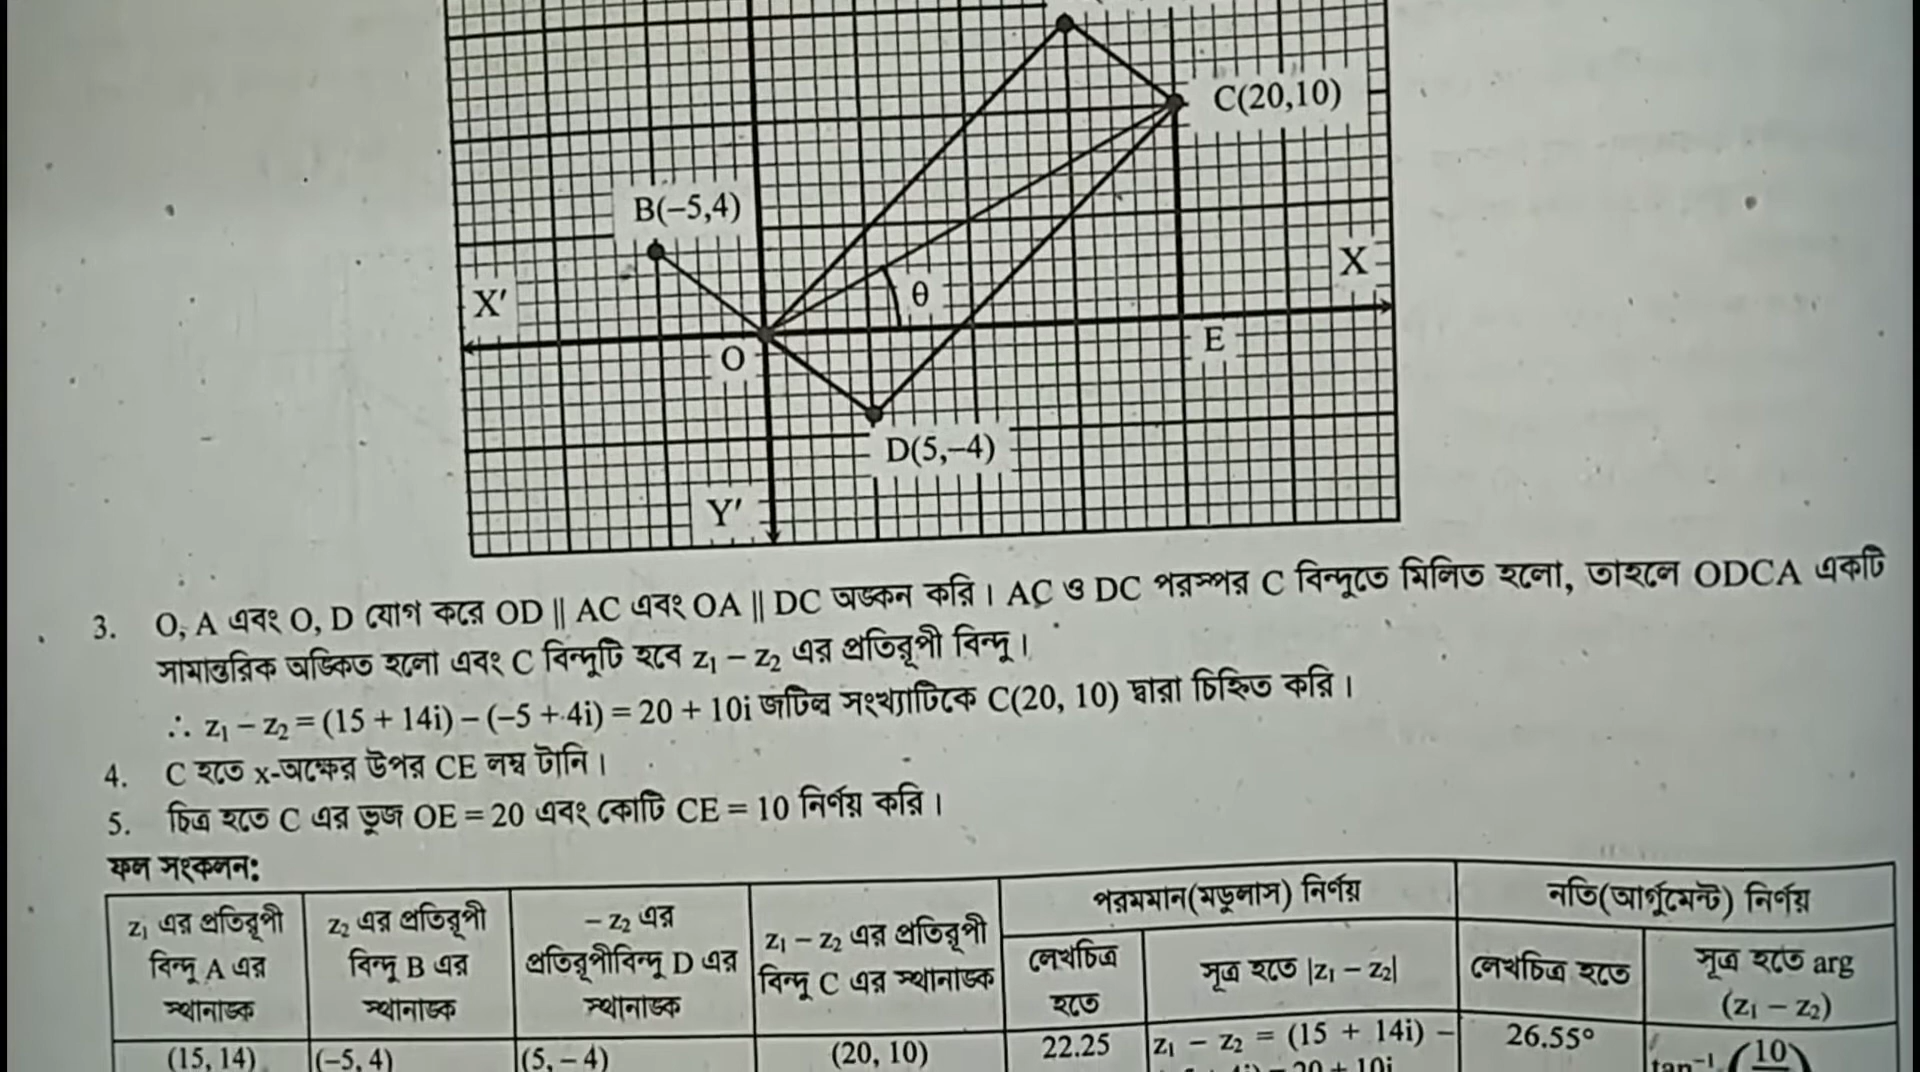 C(20,10)
B(−5,4)
X
X′
θ
O
E
D(5,−4)
Y′
3. O, A এবং O, D যোগ করে OD || AC এবং OA || DC অঙ্কন করি। AC ও DC পরস্পর C বিন্দুতে মিলিত হলো, তাহলে ODCA একটি
সামান্তরিক অঙ্কিত হলো এবং C বিন্দুটি হবে z₁ − z₂ এর প্রতিরূপী বিন্দু।
∴ z₁ − z₂ = (15 + 14i) − (−5 + 4i) = 20 + 10i জটিল সংখ্যাটিকে C(20, 10) দ্বারা চিহ্নিত করি।
4. C হতে x-অক্ষের উপর CE লম্ব টানি।
5. চিত্র হতে C এর ভূজ OE = 20 এবং কোটি CE = 10 নির্ণয় করি।
ফল সংকলন:
z₁ এর প্রতিরূপী
বিন্দু A এর
স্থানাঙ্ক
z₂ এর প্রতিরূপী
বিন্দু B এর
স্থানাঙ্ক
− z₂ এর
প্রতিরূপীবিন্দু D এর
স্থানাঙ্ক
z₁ − z₂ এর প্রতিরূপী
বিন্দু C এর স্থানাঙ্ক
পরমমান(মডুলাস) নির্ণয়
লেখচিত্র
হতে
সূত্র হতে |z₁ − z₂|
নতি(আর্গুমেন্ট) নির্ণয়
লেখচিত্র হতে
সূত্র হতে arg
(z₁ − z₂)
(15, 14)
(−5, 4)
(5, − 4)
(20, 10)
22.25
z₁ − z₂ = (15 + 14i) −
26.55°
tan⁻¹ (10